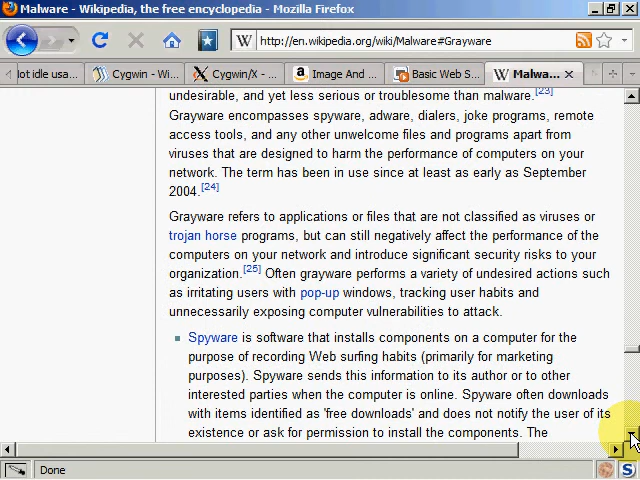 Malware - Wikipedia, the free encyclopedia - Mozilla Firefox
http://en.wikipedia.org/wiki/Malware#Grayware
lot idle usa... Cygwin - Wi... Cygwin/X - ... Image And ... Basic Web S... Malwa...
undesirable, and yet less serious or troublesome than malware.[23]
Grayware encompasses spyware, adware, dialers, joke programs, remote
access tools, and any other unwelcome files and programs apart from
viruses that are designed to harm the performance of computers on your
network. The term has been in use since at least as early as September
2004.[24]
Grayware refers to applications or files that are not classified as viruses or
trojan horse programs, but can still negatively affect the performance of the
computers on your network and introduce significant security risks to your
organization.[25] Often grayware performs a variety of undesired actions such
as irritating users with pop-up windows, tracking user habits and
unnecessarily exposing computer vulnerabilities to attack.
Spyware is software that installs components on a computer for the
purpose of recording Web surfing habits (primarily for marketing
purposes). Spyware sends this information to its author or to other
interested parties when the computer is online. Spyware often downloads
with items identified as 'free downloads' and does not notify the user of its
existence or ask for permission to install the components. The
Done